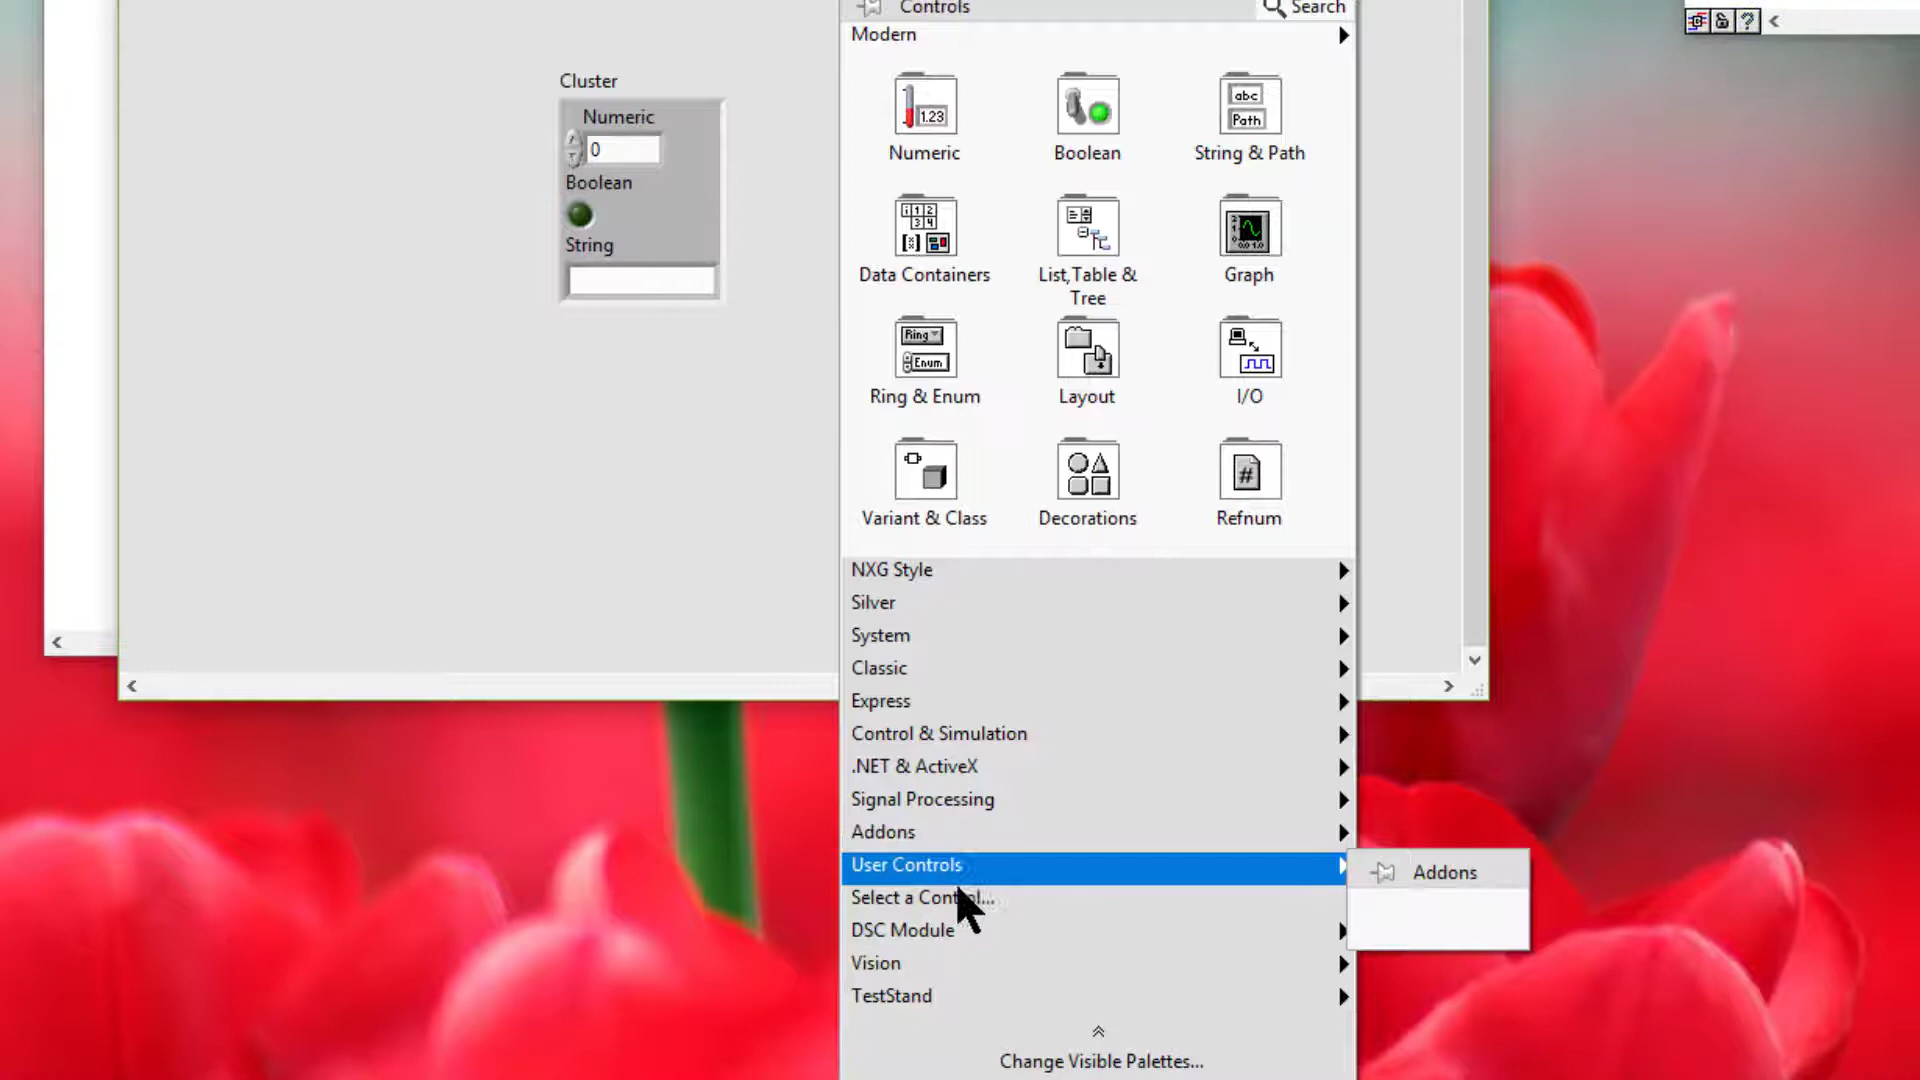 Controls
Search
Modern
Cluster
Numeric
0
Boolean
String
1.23
abc
Path
Numeric
Boolean
String & Path
Data Containers
List, Table &
Tree
Graph
Ring
Enum
Ring & Enum
Layout
I/O
#
Variant & Class
Decorations
Refnum
NXG Style
Silver
System
Classic
Express
Control & Simulation
.NET & ActiveX
Signal Processing
Addons
User Controls
Addons
Select a Control...
DSC Module
Vision
TestStand
Change Visible Palettes...